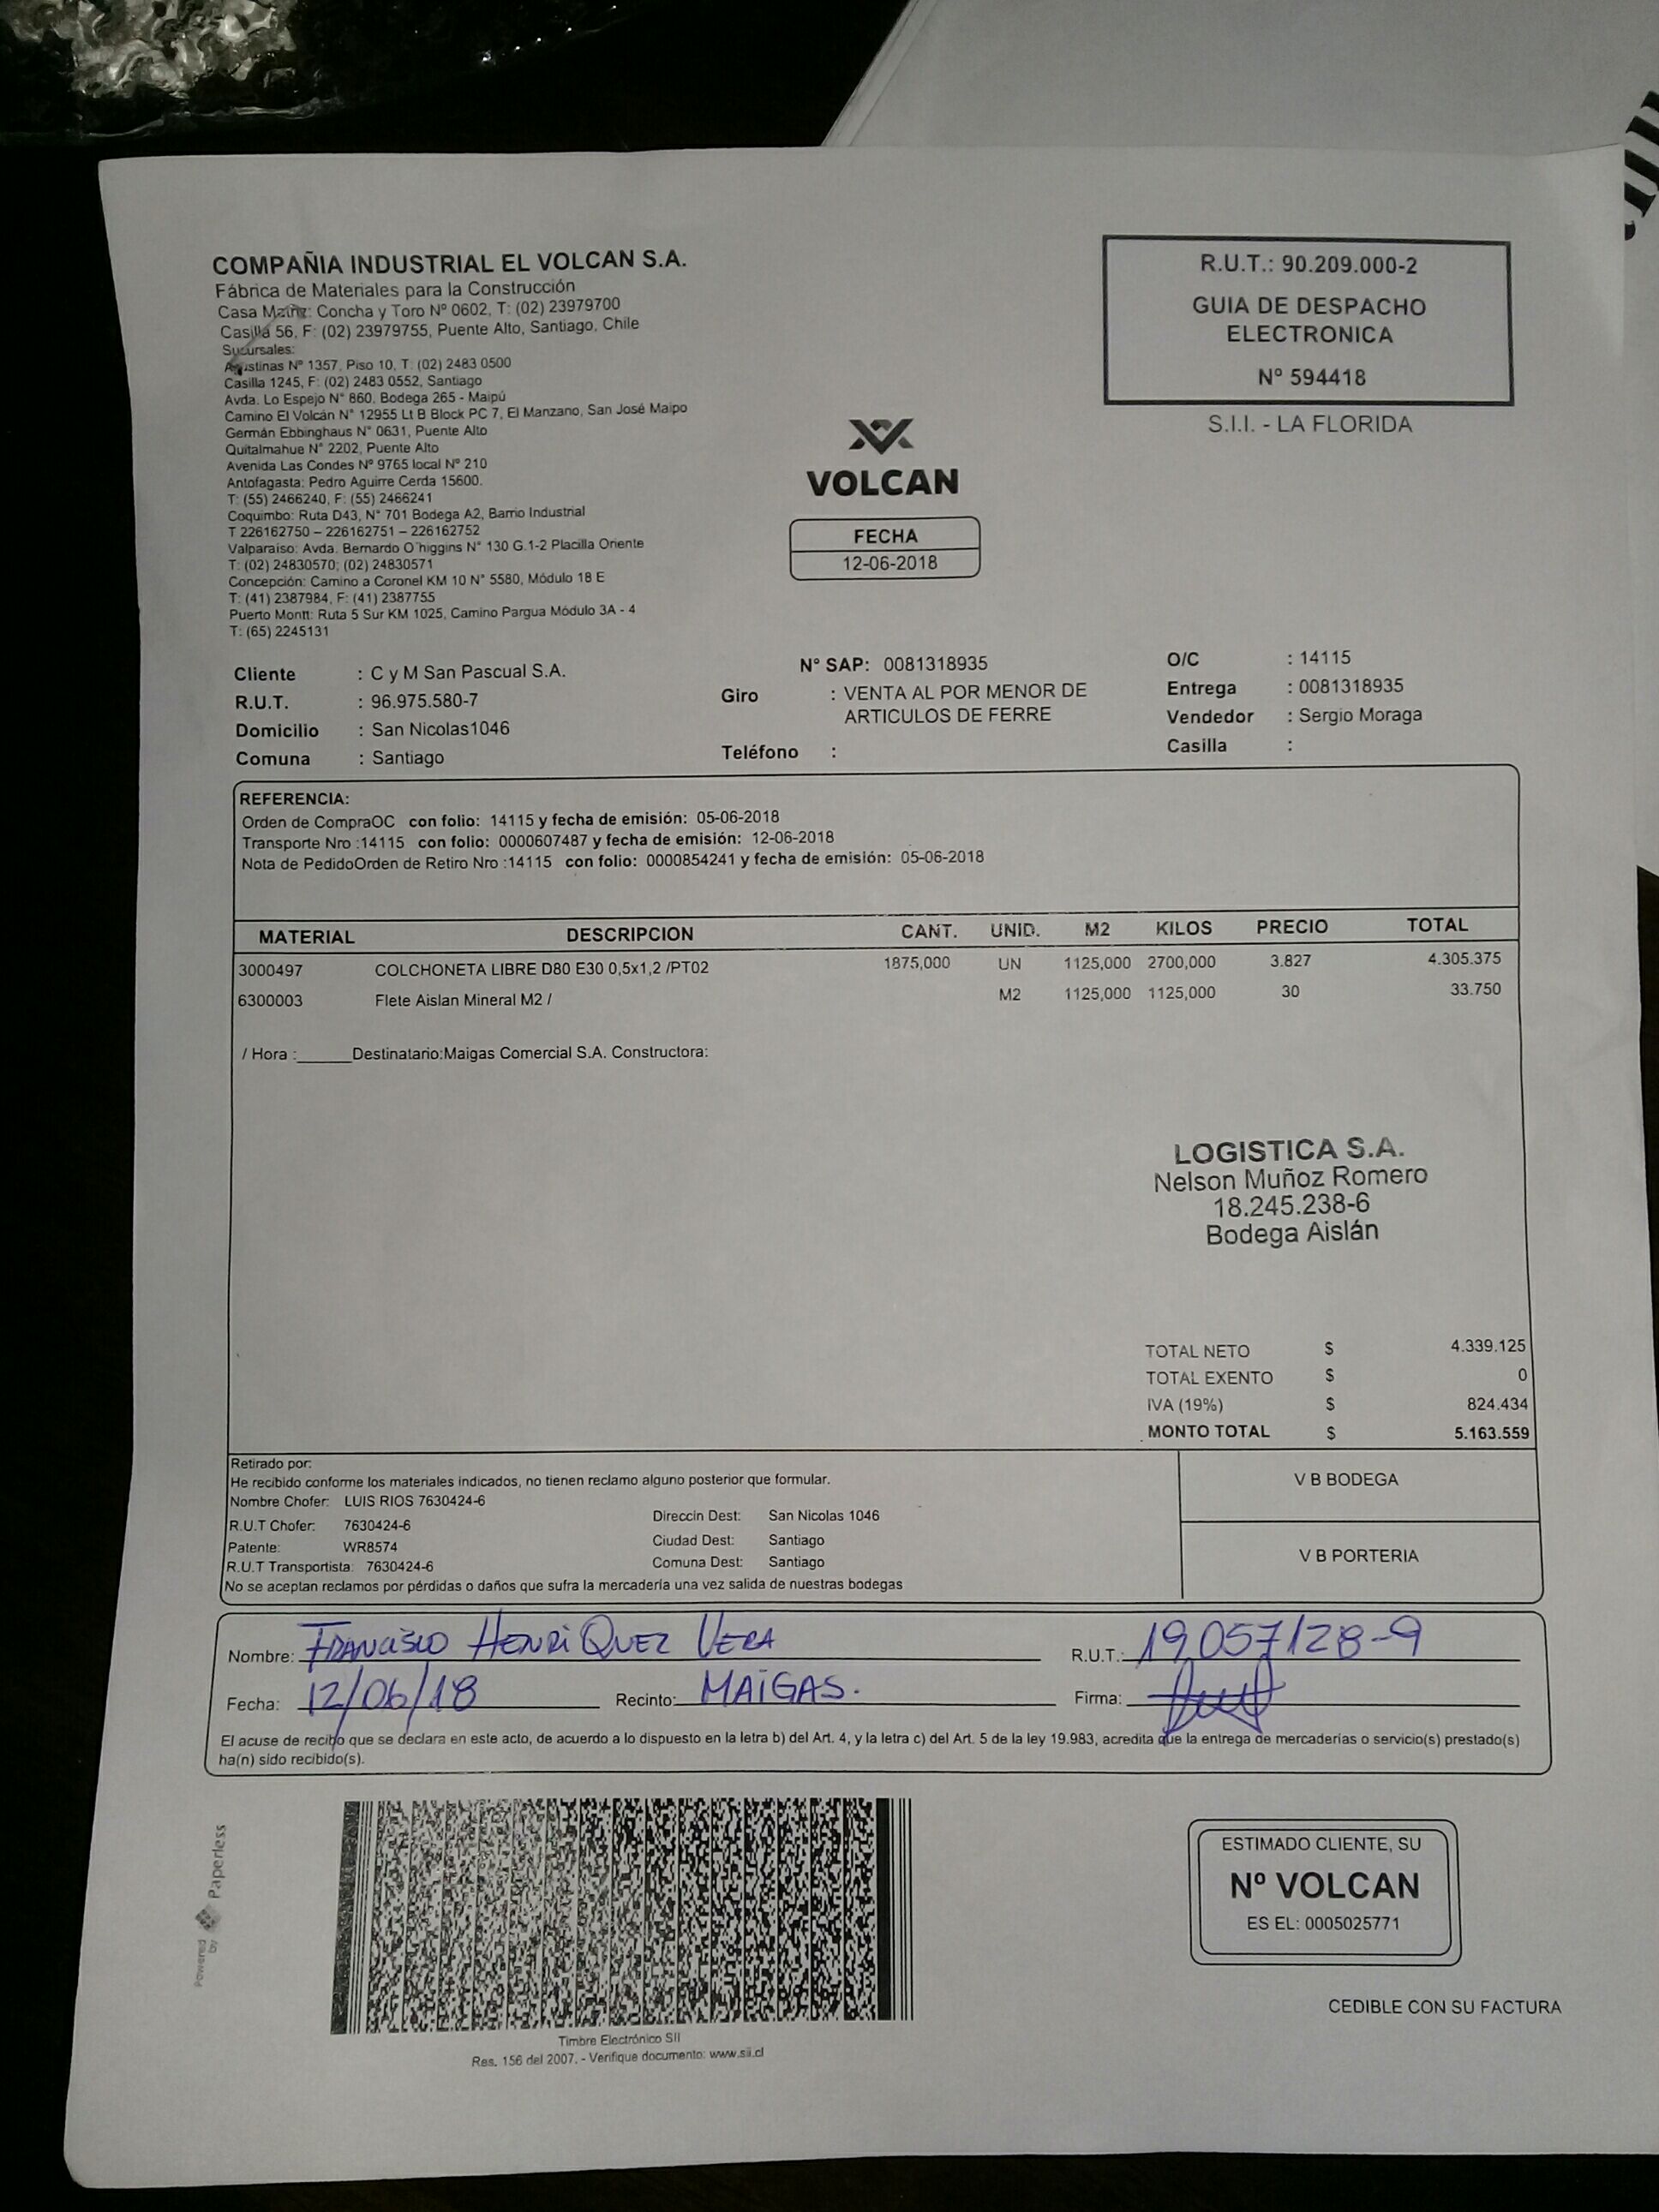 COMPAÑIA INDUSTRIAL EL VOLCAN S.A.
Fábrica de Materiales para la Construcción
Casa Matriz: Concha y Toro Nº 0602, T: (02) 23979700
Casilla 56, F: (02) 23979755, Puente Alto, Santiago, Chile
Sucursales:
Agustinas Nº 1357, Piso 10, T: (02) 2483 0500
Casilla 1245, F: (02) 2483 0552, Santiago
Avda. Lo Espejo N° 860, Bodega 265 - Maipú
Camino El Volcán N° 12955 Lt B Block PC 7, El Manzano, San José Maipo
Germán Ebbinghaus N° 0631, Puente Alto
Quitalmahue N° 2202, Puente Alto
Avenida Las Condes Nº 9765 local Nº 210
Antofagasta: Pedro Aguirre Cerda 15600.
T: (55) 2466240, F: (55) 2466241
Coquimbo: Ruta D43, N° 701 Bodega A2, Barrio Industrial
T 226162750 – 226162751 – 226162752
Valparaíso: Avda. Bernardo O´higgins N° 130 G.1-2 Placilla Oriente
T: (02) 24830570; (02) 24830571
Concepción: Camino a Coronel KM 10 N° 5580, Módulo 18 E
T: (41) 2387984, F: (41) 2387755
Puerto Montt: Ruta 5 Sur KM 1025, Camino Pargua Módulo 3A - 4
T: (65) 2245131
R.U.T.: 90.209.000-2
GUIA DE DESPACHO
ELECTRONICA
Nº 594418
S.I.I. - LA FLORIDA
VOLCAN
FECHA
12-06-2018
Cliente : C y M San Pascual S.A.
R.U.T. : 96.975.580-7
Domicilio : San Nicolas1046
Comuna : Santiago
N° SAP: 0081318935
Giro : VENTA AL POR MENOR DE
ARTICULOS DE FERRE
Teléfono :
O/C : 14115
Entrega : 0081318935
Vendedor : Sergio Moraga
Casilla :
REFERENCIA:
Orden de CompraOC con folio: 14115 y fecha de emisión: 05-06-2018
Transporte Nro :14115 con folio: 0000607487 y fecha de emisión: 12-06-2018
Nota de PedidoOrden de Retiro Nro :14115 con folio: 0000854241 y fecha de emisión: 05-06-2018
MATERIAL DESCRIPCION CANT. UNID. M2 KILOS PRECIO TOTAL
3000497 COLCHONETA LIBRE D80 E30 0,5x1,2 /PT02 1875,000 UN 1125,000 2700,000 3.827 4.305.375
6300003 Flete Aislan Mineral M2 / M2 1125,000 1125,000 30 33.750
/ Hora :______Destinatario:Maigas Comercial S.A. Constructora:
LOGISTICA S.A.
Nelson Muñoz Romero
18.245.238-6
Bodega Aislán
TOTAL NETO $ 4.339.125
TOTAL EXENTO $ 0
IVA (19%) $ 824.434
MONTO TOTAL $ 5.163.559
Retirado por:
He recibido conforme los materiales indicados, no tienen reclamo alguno posterior que formular.
Nombre Chofer: LUIS RIOS 7630424-6
R.U.T Chofer: 7630424-6
Patente: WR8574
R.U.T Transportista: 7630424-6
Direccin Dest: San Nicolas 1046
Ciudad Dest: Santiago
Comuna Dest: Santiago
No se aceptan reclamos por pérdidas o daños que sufra la mercadería una vez salida de nuestras bodegas
V B BODEGA
V B PORTERIA
Nombre: FRANCISCO HENRIQUEZ VERA R.U.T.: 19.057128-9
Fecha: 12/06/18 Recinto: MAIGAS. Firma:
El acuse de recibo que se declara en este acto, de acuerdo a lo dispuesto en la letra b) del Art. 4, y la letra c) del Art. 5 de la ley 19.983, acredita que la entrega de mercaderías o servicio(s) prestado(s)
ha(n) sido recibido(s).
Powered by Paperless
Timbre Electrónico SII
Res. 156 del 2007. - Verifique documento: www.sii.cl
ESTIMADO CLIENTE, SU
Nº VOLCAN
ES EL: 0005025771
CEDIBLE CON SU FACTURA